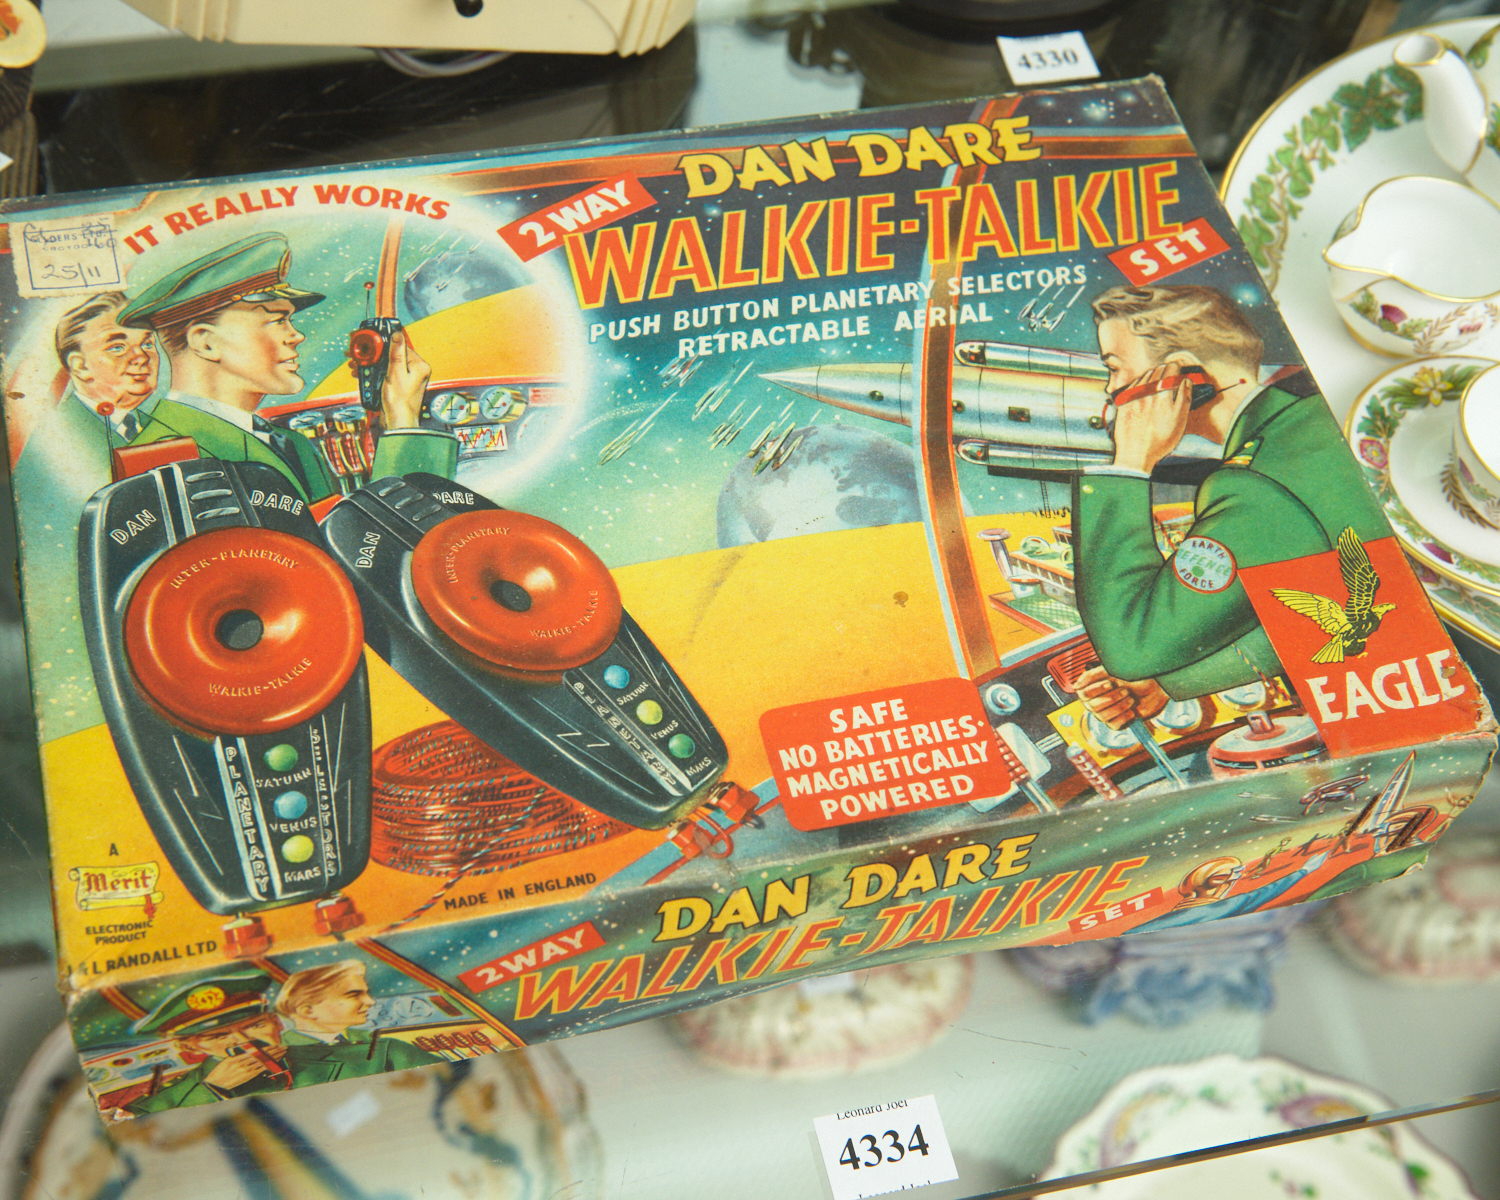 4330
DAN DARE
2 WAY
WALKIE-TALKIE
SET
PUSH BUTTON PLANETARY SELECTORS
RETRACTABLE AERIAL
IT REALLY WORKS
25/11
DAN DARE
INTER-PLANETARY
WALKIE-TALKIE
PLANETARY
SELECTORS
SATURN
VENUS
MARS
DAN DARE
INTER-PLANETARY
WALKIE-TALKIE
PLANETARY
SATURN
VENUS
MARS
EARTH
DEFENCE
FORCE
EAGLE
SAFE
NO BATTERIES·
MAGNETICALLY
POWERED
A
Merit
ELECTRONIC
PRODUCT
J & L RANDALL LTD
MADE IN ENGLAND
DAN DARE
2 WAY
WALKIE-TALKIE
SET
Leonard Joel
4334